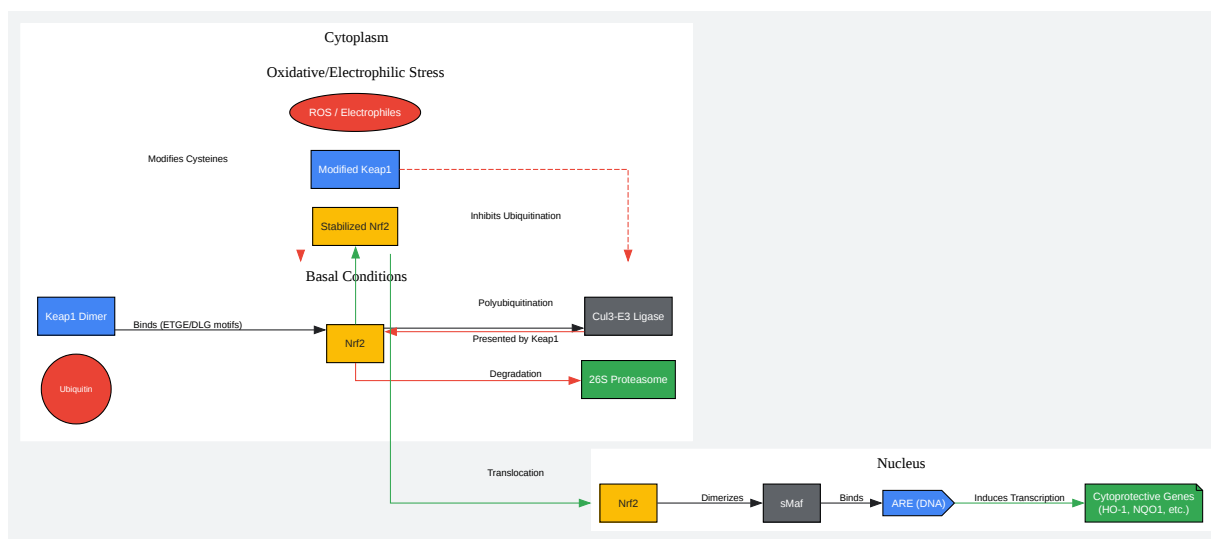 Cytoplasm
Oxidative/Electrophilic Stress
ROS / Electrophiles
Modifies Cysteines
Modified Keap1
Stabilized Nrf2
Inhibits Ubiquitination
Basal Conditions
Keap1 Dimer
Binds (ETGE/DLG motifs)
Nrf2
Polyubiquitination
Cul3-E3 Ligase
Presented by Keap1
Degradation
26S Proteasome
Ubiquitin
Translocation
Nucleus
Nrf2
Dimerizes
sMaf
Binds
ARE (DNA)
Induces Transcription
Cytoprotective Genes
(HO-1, NQO1, etc.)